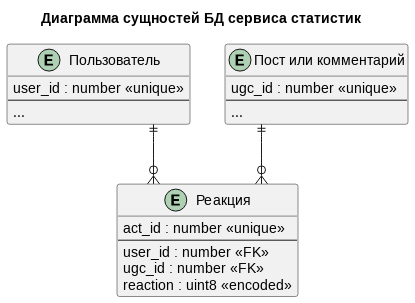 Диаграмма сущностей БД сервиса статистик
E Пользователь
user_id : number «unique»
...
E Пост или комментарий
ugc_id : number «unique»
...
E Реакция
act_id : number «unique»
user_id : number «FK»
ugc_id : number «FK»
reaction : uint8 «encoded»